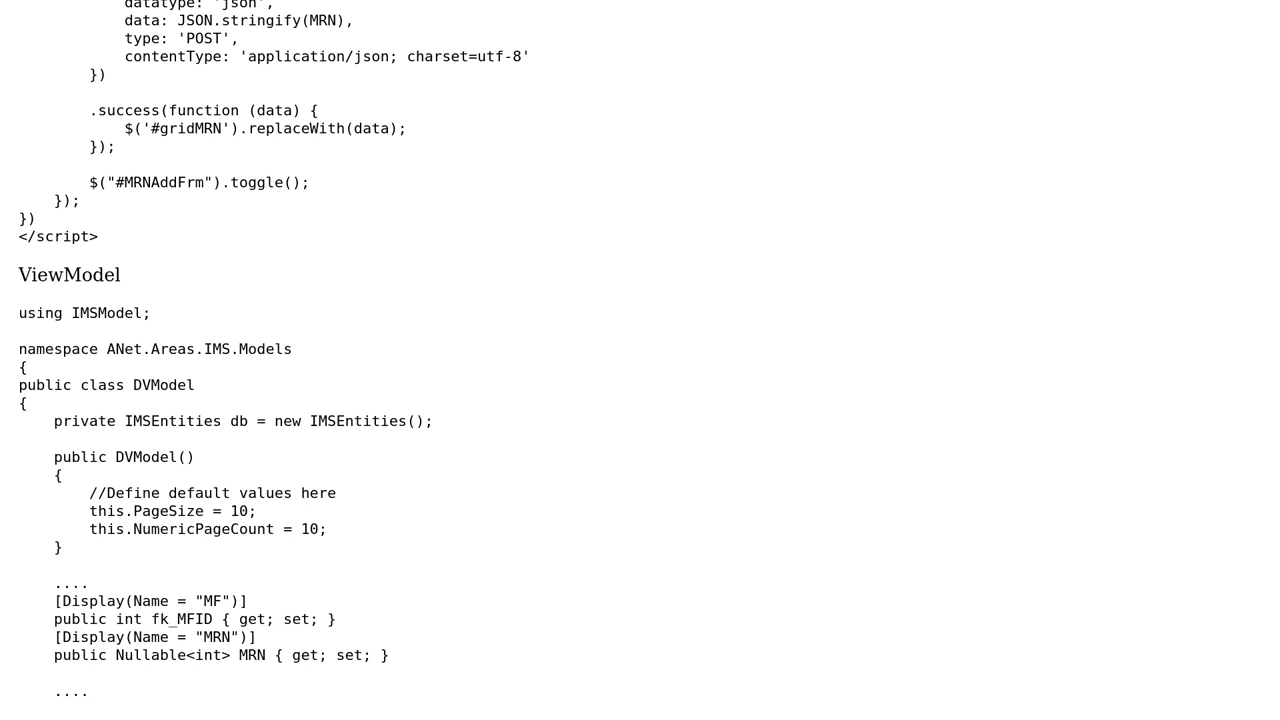 datatype: 'json',
data: JSON.stringify(MRN),
type: 'POST',
contentType: 'application/json; charset=utf-8'
})
.success(function (data) {
$('#gridMRN').replaceWith(data);
});
$("#MRNAddFrm").toggle();
});
})
</script>
ViewModel
using IMSModel;
namespace ANet.Areas.IMS.Models
{
public class DVModel
{
private IMSEntities db = new IMSEntities();
public DVModel()
{
//Define default values here
this.PageSize = 10;
this.NumericPageCount = 10;
}
....
[Display(Name = "MF")]
public int fk_MFID { get; set; }
[Display(Name = "MRN")]
public Nullable<int> MRN { get; set; }
....